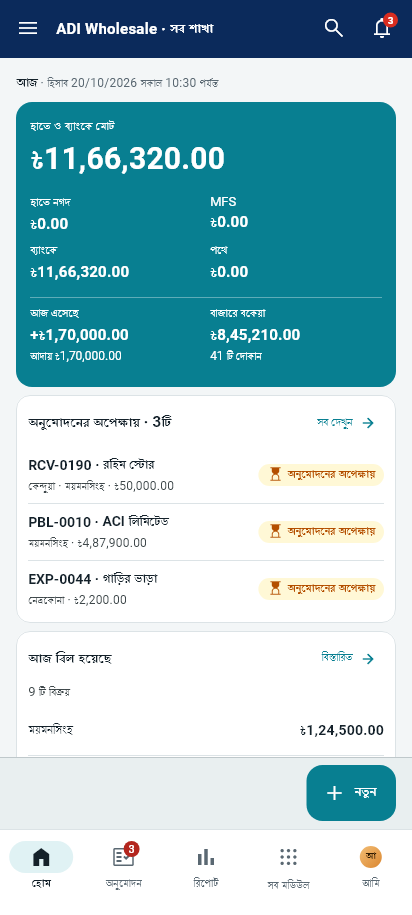 ADI Wholesale · সব শাখা
3
আজ · হিসাব 20/10/2026 সকাল 10:30 পর্যন্ত
হাতে ও ব্যাংকে মোট
৳11,66,320.00
হাতে নগদ
MFS
৳0.00
৳0.00
ব্যাংকে
পথে
৳11,66,320.00
৳0.00
আজ এসেছে
বাজারে বকেয়া
+৳1,70,000.00
৳8,45,210.00
আদায় ৳1,70,000.00
41 টি দোকান
অনুমোদনের অপেক্ষায় · 3টি
সব দেখুন
RCV-0190 · রহিম স্টোর
কেন্দুয়া · ময়মনসিংহ · ৳50,000.00
অনুমোদনের অপেক্ষায়
PBL-0010 · ACI লিমিটেড
ময়মনসিংহ · ৳4,87,900.00
অনুমোদনের অপেক্ষায়
EXP-0044 · গাড়ির ভাড়া
নেত্রকোনা · ৳2,200.00
অনুমোদনের অপেক্ষায়
আজ বিল হয়েছে
বিস্তারিত
9 টি বিক্রয়
ময়মনসিংহ
৳1,24,500.00
নতুন
3
আ
হোম
অনুমোদন
রিপোর্ট
সব মডিউল
আমি